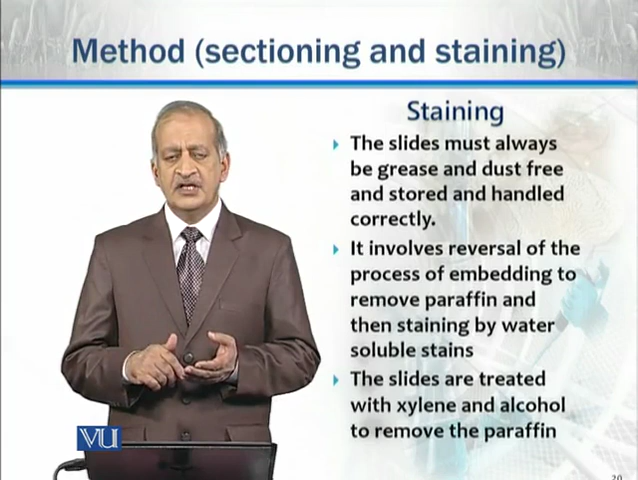 Method (sectioning and staining)
Staining
The slides must always
be grease and dust free
and stored and handled
correctly.
It involves reversal of the
process of embedding to
remove paraffin and
then staining by water
soluble stains
The slides are treated
with xylene and alcohol
to remove the paraffin
VU
20